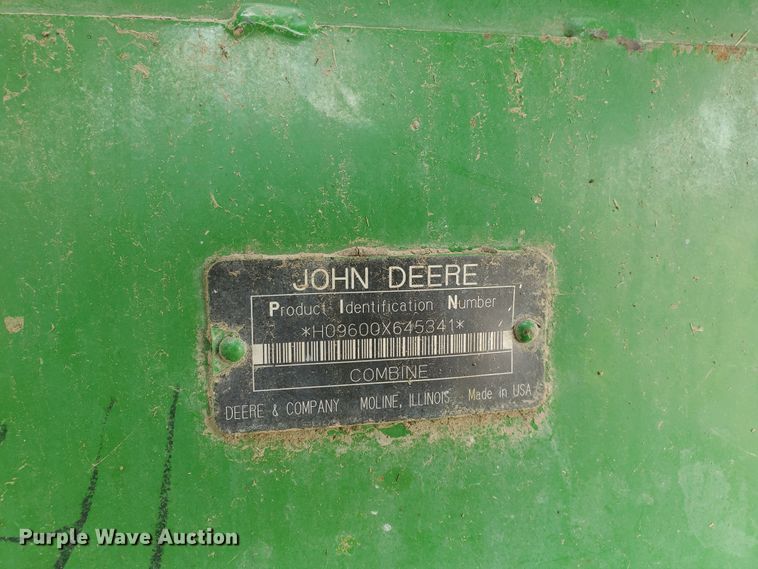 JOHN DEERE
Product Identification Number
*H09600X645341*
COMBINE
DEERE & COMPANY MOLINE, ILLINOIS Made in USA
Purple Wave Auction